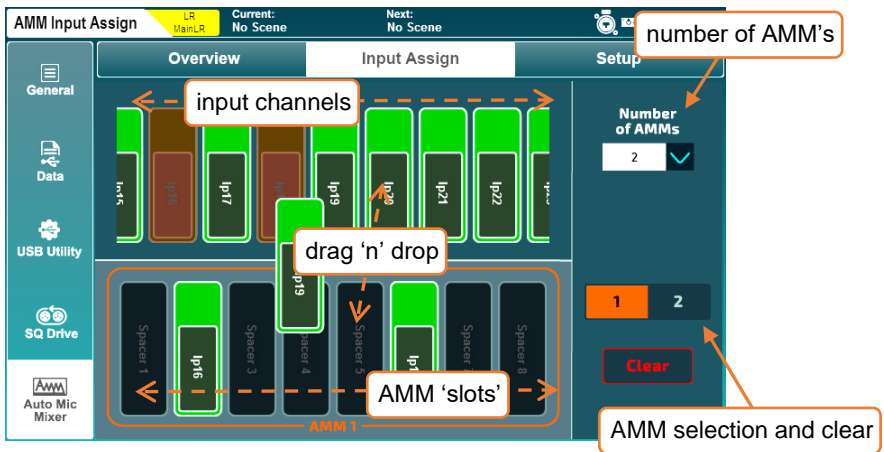 AMM Input Assign
LR
MainLR
Current:
No Scene
Next:
No Scene
number of AMM's
General
Data
USB Utility
SQ Drive
Auto Mic
Mixer
Overview
Input Assign
Setup
input channels
Ip15
Ip16
Ip17
Ip19
Ip20
Ip21
Ip22
Number
of AMMs
2
drag ‘n’ drop
Spacer 1
Ip16
Spacer 3
Spacer 4
Spacer 5
Spacer 8
AMM ‘slots’
AMM 1
1
2
Clear
AMM selection and clear